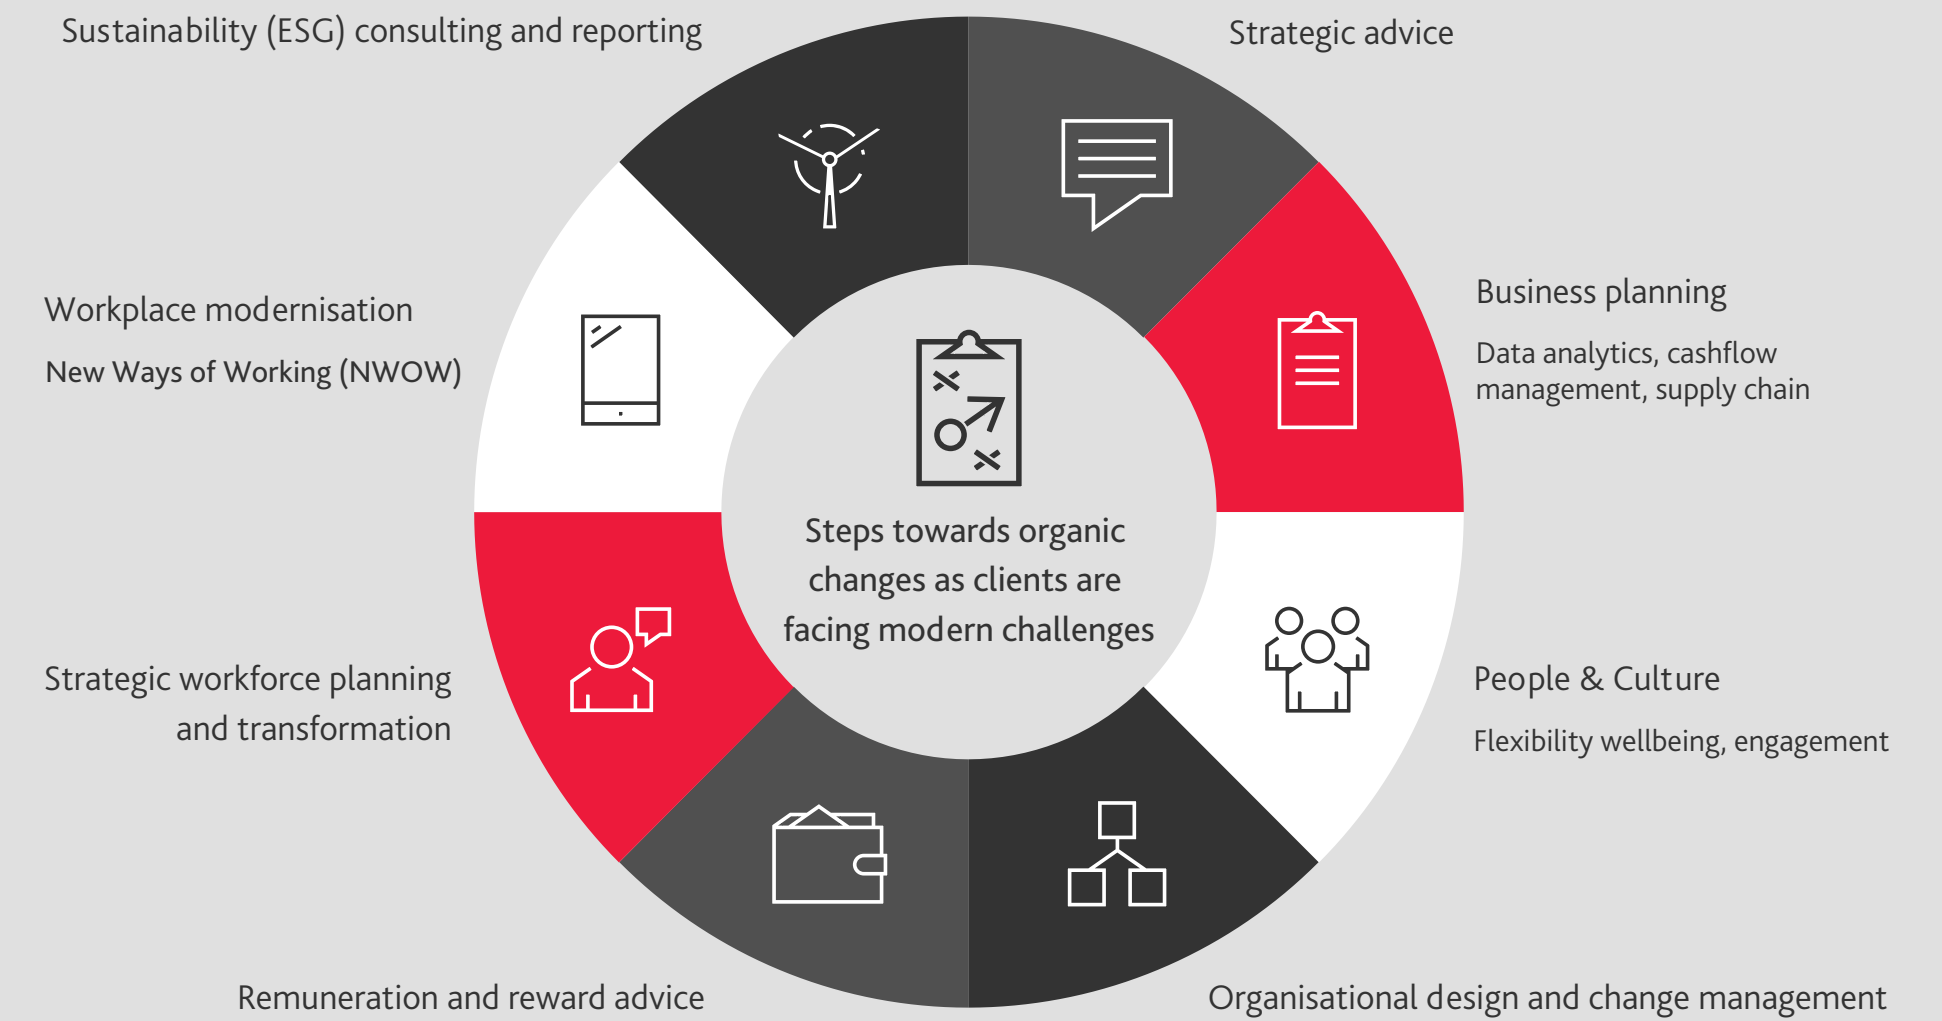 Sustainability (ESG) consulting and reporting
Strategic advice
Workplace modernisation
New Ways of Working (NWOW)
Business planning
Data analytics, cashflow
management, supply chain
Steps towards organic
changes as clients are
facing modern challenges
Strategic workforce planning
and transformation
People & Culture
Flexibility wellbeing, engagement
Remuneration and reward advice
Organisational design and change management